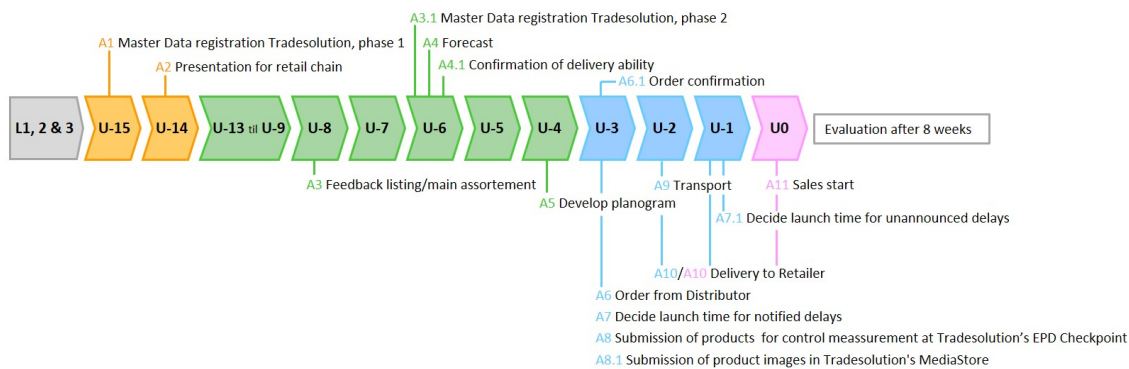 A3.1 Master Data registration Tradesolution, phase 2
A1 Master Data registration Tradesolution, phase 1
A4 Forecast
A2 Presentation for retail chain
A4.1 Confirmation of delivery ability
A6.1 Order confirmation
L1, 2 & 3
U-15
U-14
U-13 til U-9
U-8
U-7
U-6
U-5
U-4
U-3
U-2
U-1
U0
Evaluation after 8 weeks
A3 Feedback listing/main assortement
A9 Transport
A11 Sales start
A5 Develop planogram
A7.1 Decide launch time for unannounced delays
A10/A10 Delivery to Retailer
A6 Order from Distributor
A7 Decide launch time for notified delays
A8 Submission of products for control meassurement at Tradesolution's EPD Checkpoint
A8.1 Submission of product images in Tradesolution's MediaStore